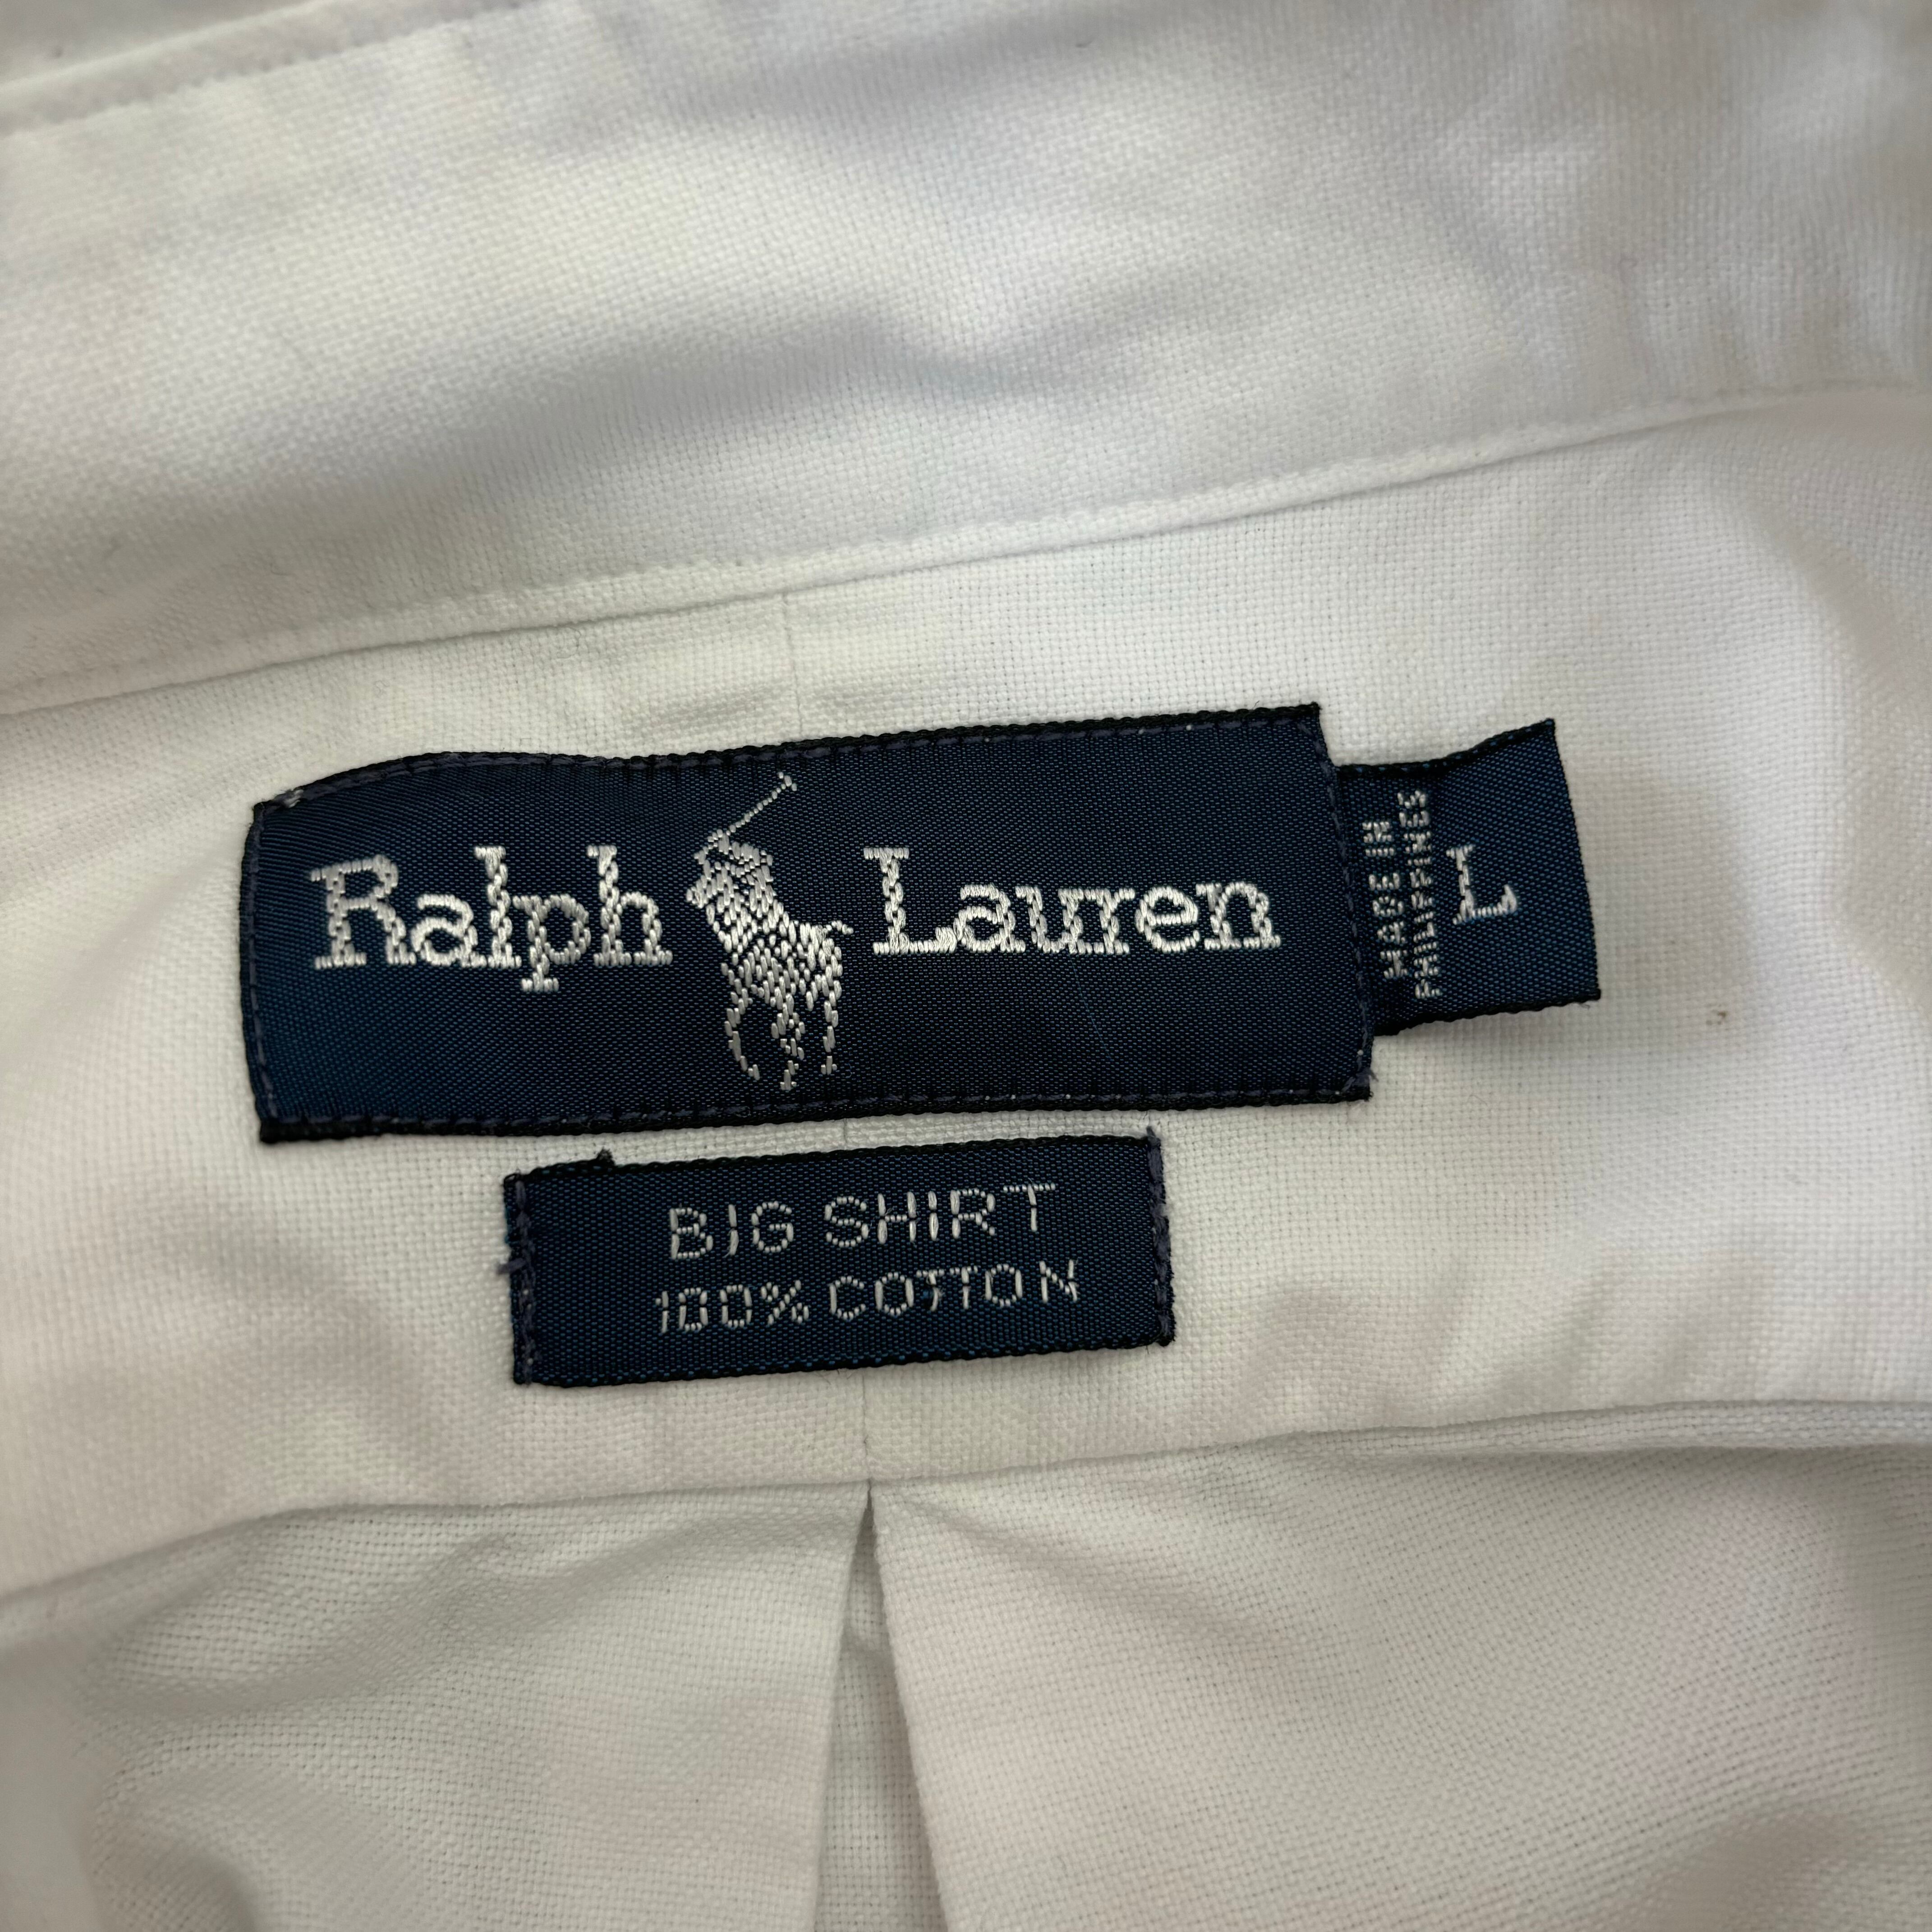 Ralph Lauren
MADE IN
PHILIPPINES
L
BIG SHIRT
100% COTTON